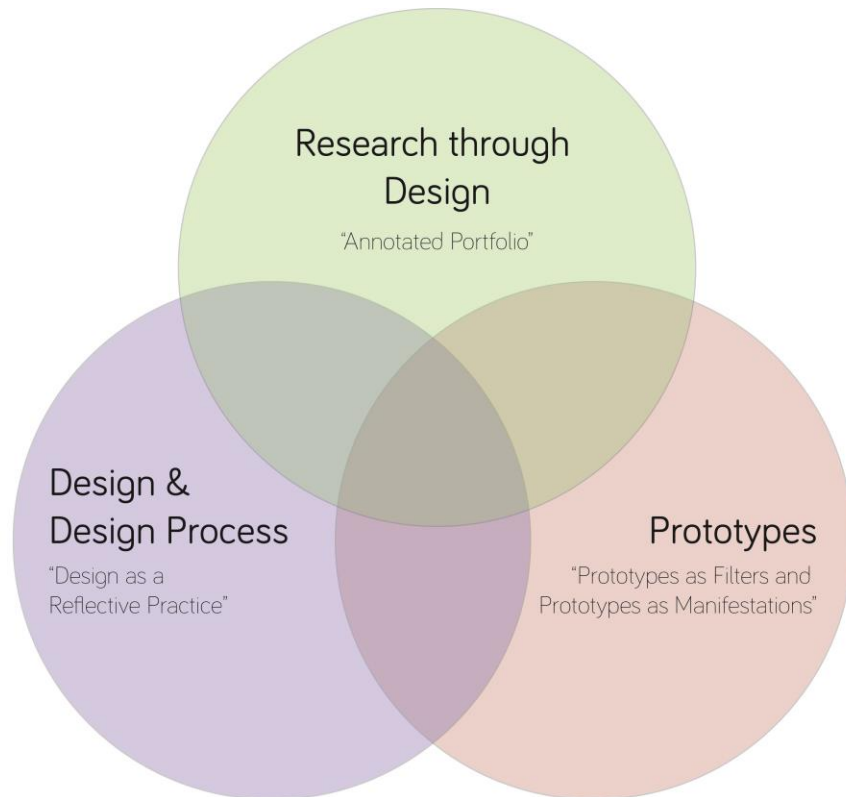 Research through
Design
“Annotated Portfolio”
Design &
Design Process
“Design as a
Reflective Practice”
Prototypes
“Prototypes as Filters and
Prototypes as Manifestations”